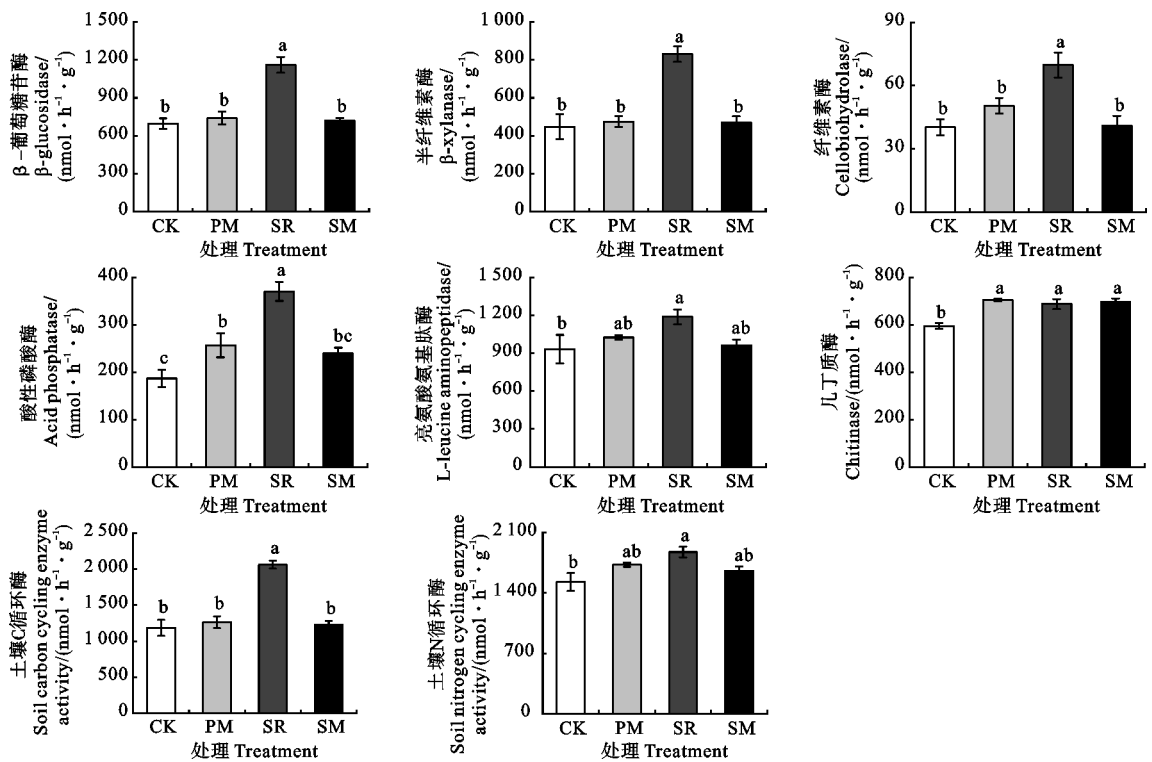 β-葡萄糖苷酶
β-glucosidase/
(nmol·h⁻¹·g⁻¹)
1 500
1 200
900
600
300
0
b
b
a
b
CK
PM
SR
SM
处理 Treatment
半纤维素酶
β-xylanase/
(nmol·h⁻¹·g⁻¹)
1 000
800
600
400
200
0
b
b
a
b
CK
PM
SR
SM
处理 Treatment
纤维素酶
Cellobiohydrolase/
(nmol·h⁻¹·g⁻¹)
90
60
30
0
b
b
a
b
CK
PM
SR
SM
处理 Treatment
酸性磷酸酶
Acid phosphatase/
(nmol·h⁻¹·g⁻¹)
400
300
200
100
0
c
b
a
bc
CK
PM
SR
SM
处理 Treatment
亮氨酸氨基肽酶
L-leucine aminopeptidase/
(nmol·h⁻¹·g⁻¹)
1 500
1 200
900
600
300
0
b
ab
a
ab
CK
PM
SR
SM
处理 Treatment
几丁质酶
Chitinase/(nmol·h⁻¹·g⁻¹)
800
600
400
200
0
b
a
a
a
CK
PM
SR
SM
处理 Treatment
土壤C循环酶
Soil carbon cycling enzyme
activity/(nmol·h⁻¹·g⁻¹)
2 500
2 000
1 500
1 000
500
0
b
b
a
b
CK
PM
SR
SM
处理 Treatment
土壤N循环酶
Soil nitrogen cycling enzyme
activity/(nmol·h⁻¹·g⁻¹)
2 100
1 400
700
0
b
ab
a
ab
CK
PM
SR
SM
处理 Treatment